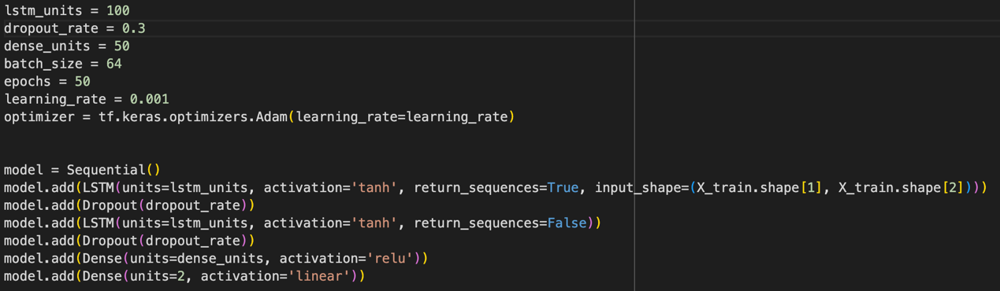 lstm_units = 100
dropout_rate = 0.3
dense_units = 50
batch_size = 64
epochs = 50
learning_rate = 0.001
optimizer = tf.keras.optimizers.Adam(learning_rate=learning_rate)
model = Sequential()
model.add(LSTM(units=lstm_units, activation='tanh', return_sequences=True, input_shape=(X_train.shape[1], X_train.shape[2])))
model.add(Dropout(dropout_rate))
model.add(LSTM(units=lstm_units, activation='tanh', return_sequences=False))
model.add(Dropout(dropout_rate))
model.add(Dense(units=dense_units, activation='relu'))
model.add(Dense(units=2, activation='linear'))